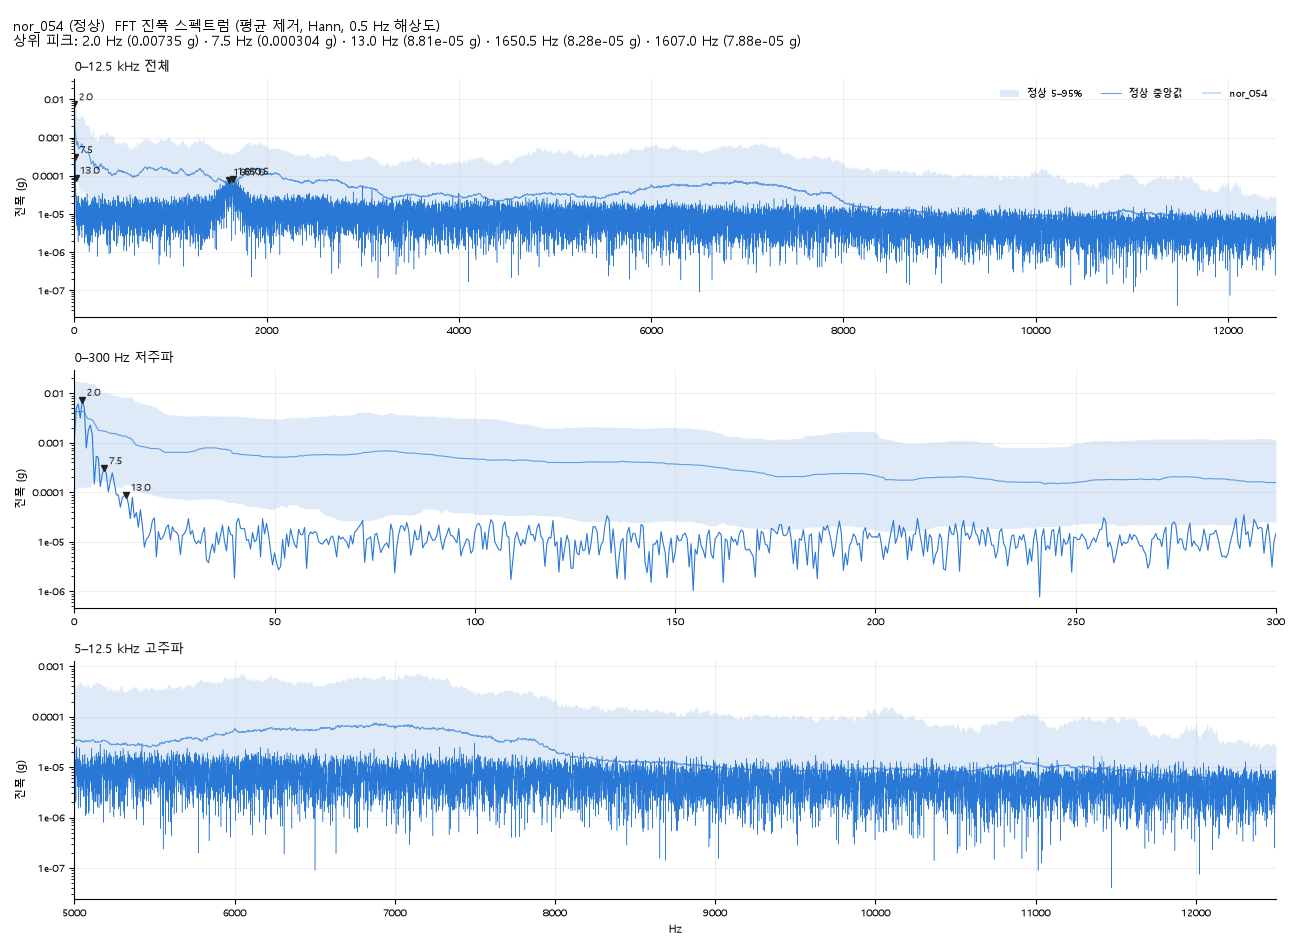 nor_054 (정상) FFT 진폭 스펙트럼 (평균 제거, Hann, 0.5 Hz 해상도)
상위 피크: 2.0 Hz (0.00735 g) · 7.5 Hz (0.000304 g) · 13.0 Hz (8.81e-05 g) · 1650.5 Hz (8.28e-05 g) · 1607.0 Hz (7.88e-05 g)
0–12.5 kHz 전체
정상 5–95% 정상 중앙값 nor_054
0.01
0.001
0.0001
1e-05
1e-06
1e-07
진폭 (g)
2.0
7.5
13.0
0 2000 4000 6000 8000 10000 12000
0–300 Hz 저주파
0.01
0.001
0.0001
1e-05
1e-06
진폭 (g)
2.0
7.5
13.0
0 50 100 150 200 250 300
5–12.5 kHz 고주파
0.001
0.0001
1e-05
1e-06
1e-07
진폭 (g)
5000 6000 7000 8000 9000 10000 11000 12000
Hz